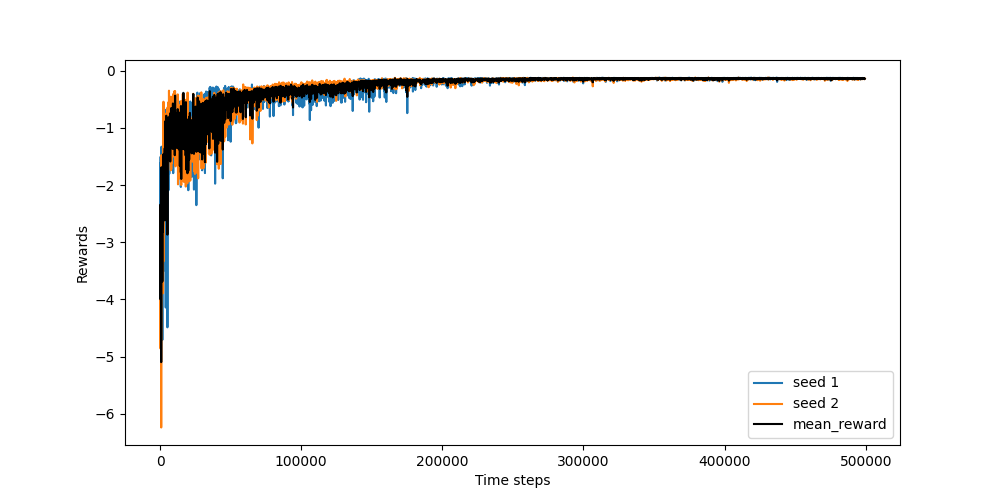 0
−1
−2
−3
−4
−5
−6
Rewards
0
100000
200000
300000
400000
500000
Time steps
seed 1
seed 2
mean_reward